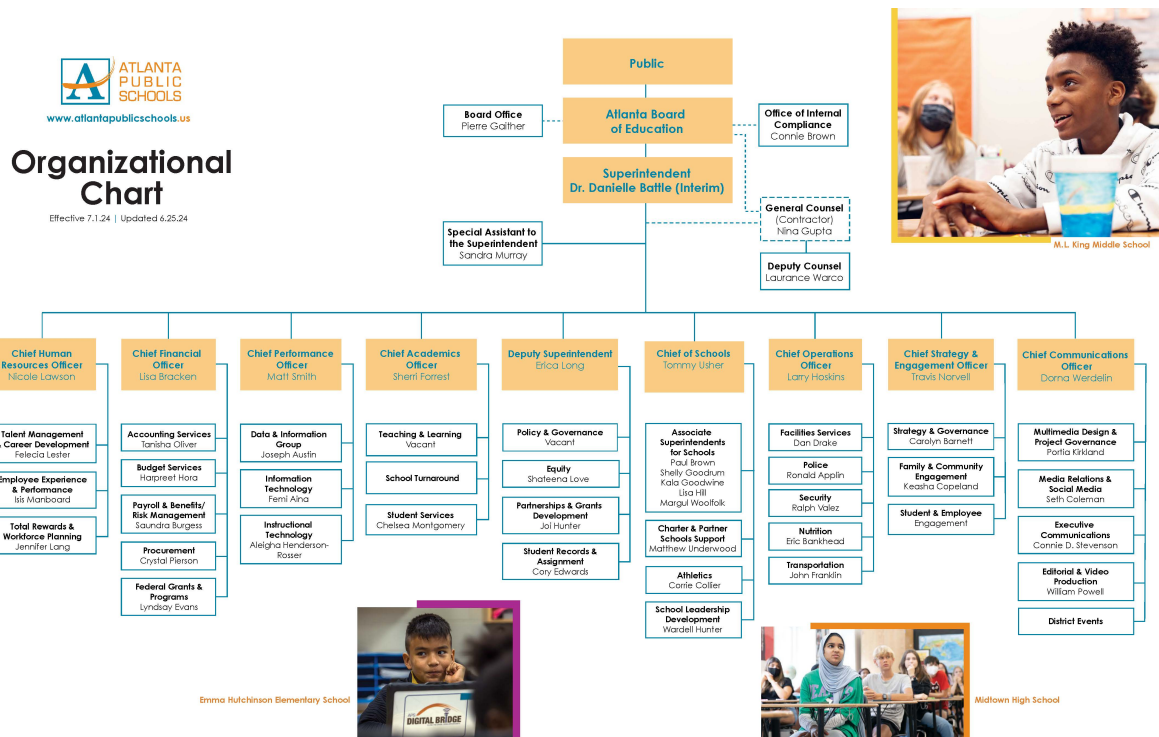 ATLANTA
PUBLIC
SCHOOLS
www.atlantapublicschools.us
Organizational
Chart
Effective 7.1.24 | Updated 6.25.24
Public
Atlanta Board
of Education
Board Office
Pierre Gaither
Office of Internal
Compliance
Connie Brown
Superintendent
Dr. Danielle Battle (Interim)
General Counsel
(Contractor)
Nina Gupta
Special Assistant to
the Superintendent
Sandra Murray
Deputy Counsel
Laurance Warco
M.L. King Middle School
Chief Human
Resources Officer
Nicole Lawson
Talent Management
& Career Development
Felecia Lester
Employee Experience
& Performance
Isis Manboard
Total Rewards &
Workforce Planning
Jennifer Lang
Chief Financial
Officer
Lisa Bracken
Accounting Services
Tanisha Oliver
Budget Services
Harpreet Hora
Payroll & Benefits/
Risk Management
Saundra Burgess
Procurement
Crystal Pierson
Federal Grants &
Programs
Lyndsay Evans
Chief Performance
Officer
Matt Smith
Data & Information
Group
Joseph Austin
Information
Technology
Femi Aina
Instructional
Technology
Aleigha Henderson-
Rosser
Chief Academics
Officer
Sherri Forrest
Teaching & Learning
Vacant
School Turnaround
Student Services
Chelsea Montgomery
Deputy Superintendent
Erica Long
Policy & Governance
Vacant
Equity
Shateena Love
Partnerships & Grants
Development
Joi Hunter
Student Records &
Assignment
Cory Edwards
Chief of Schools
Tommy Usher
Associate
Superintendents
for Schools
Paul Brown
Shelly Goodrum
Kala Goodwine
Lisa Hill
Margul Woolfolk
Charter & Partner
Schools Support
Matthew Underwood
Athletics
Corrie Collier
School Leadership
Development
Wardell Hunter
Chief Operations
Officer
Larry Hoskins
Facilities Services
Dan Drake
Police
Ronald Applin
Security
Ralph Valez
Nutrition
Eric Bankhead
Transportation
John Franklin
Chief Strategy &
Engagement Officer
Travis Norvell
Strategy & Governance
Carolyn Barnett
Family & Community
Engagement
Keasha Copeland
Student & Employee
Engagement
Chief Communications
Officer
Dorna Werdelin
Multimedia Design &
Project Governance
Portia Kirkland
Media Relations &
Social Media
Seth Coleman
Executive
Communications
Connie D. Stevenson
Editorial & Video
Production
William Powell
District Events
Emma Hutchinson Elementary School
DIGITAL BRIDGE
Midtown High School